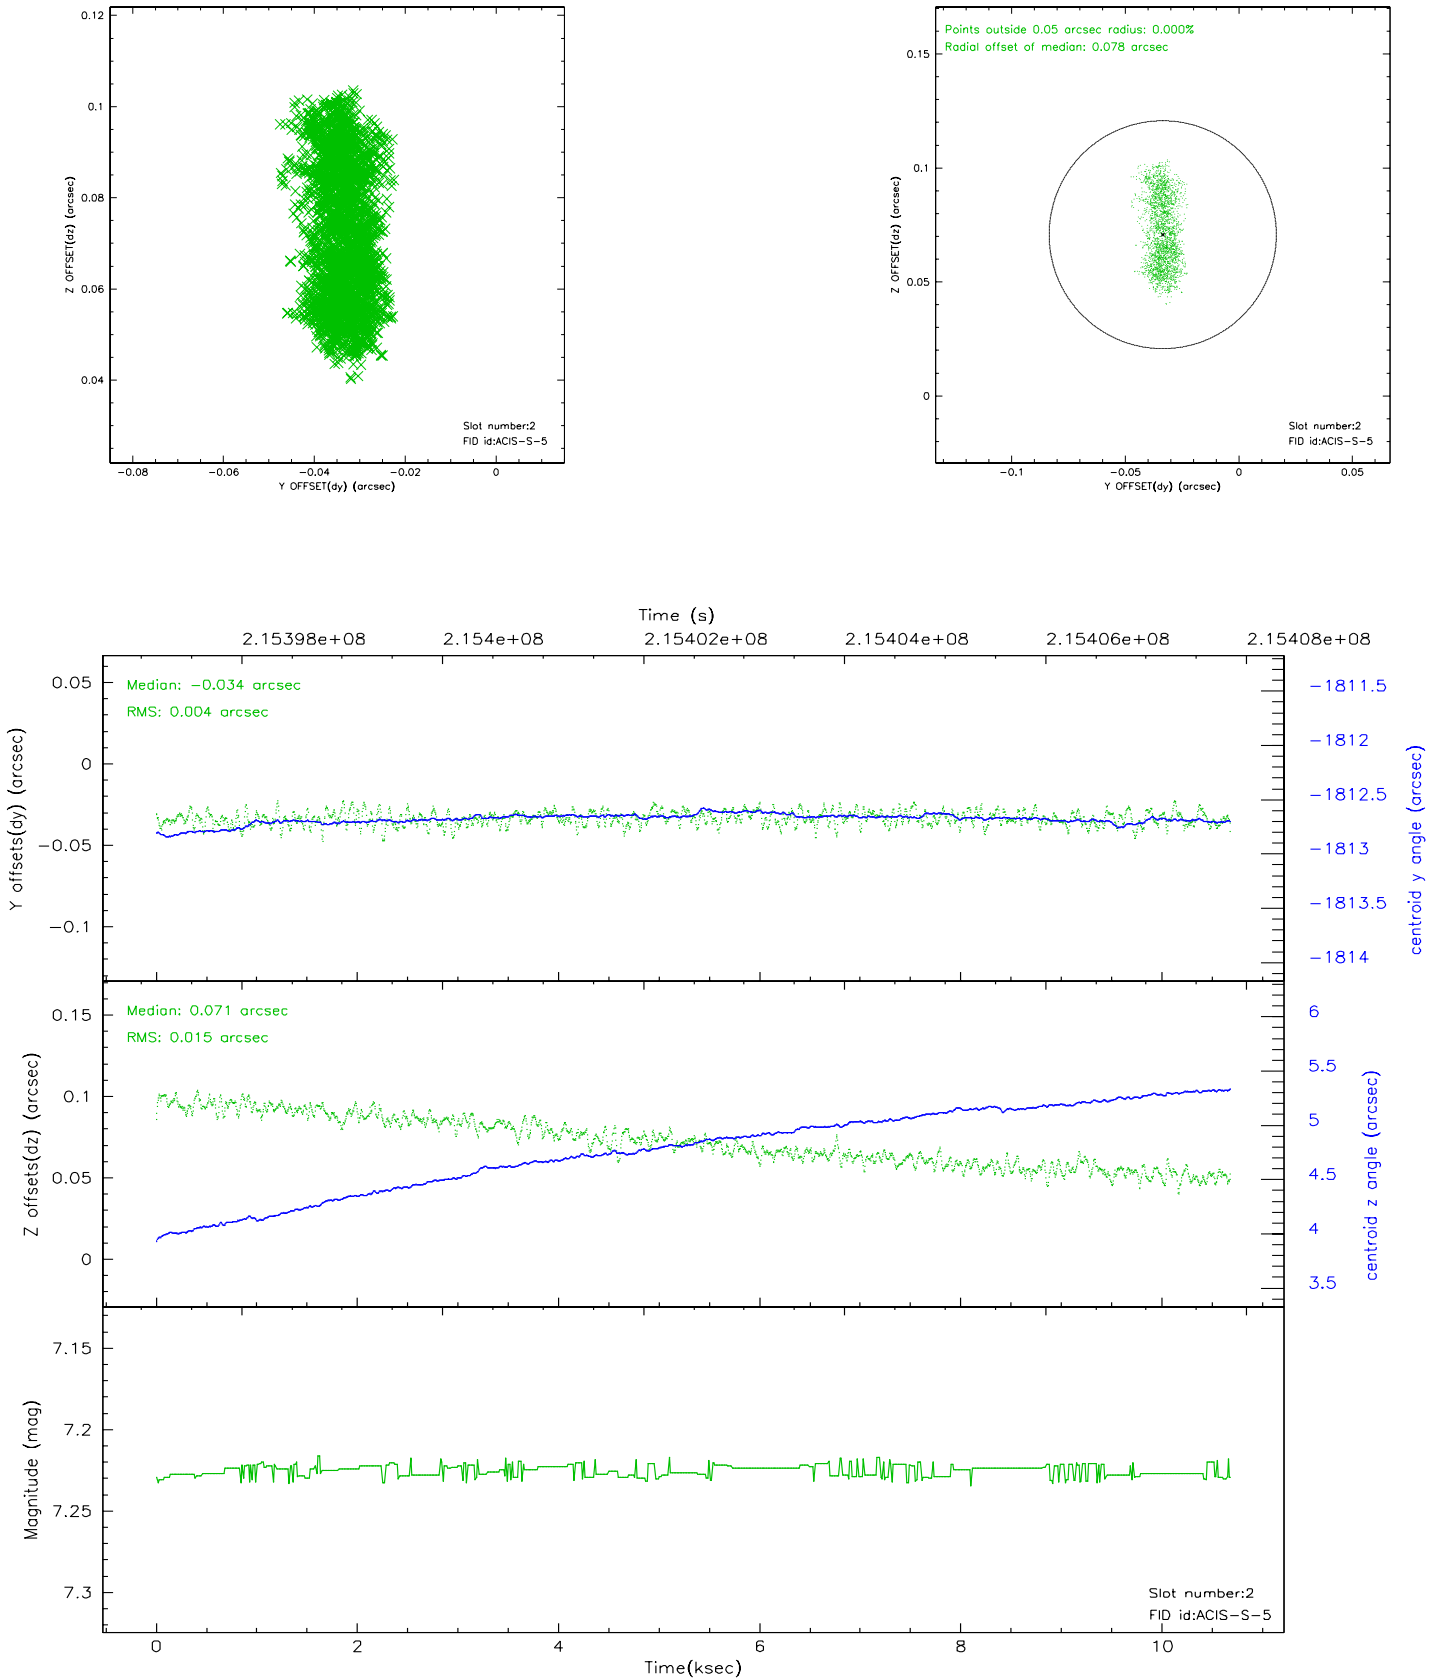 0.12
0.1
0.08
0.06
0.04
Z OFFSET(dz) (arcsec)
Slot number:2
FID id:ACIS-S-5
-0.08 -0.06 -0.04 -0.02 0
Y OFFSET(dy) (arcsec)
Points outside 0.05 arcsec radius: 0.000%
Radial offset of median: 0.078 arcsec
0.15
0.1
0.05
0
Z OFFSET(dz) (arcsec)
Slot number:2
FID id:ACIS-S-5
-0.1 -0.05 0 0.05
Y OFFSET(dy) (arcsec)
Time (s)
2.15398e+08 2.154e+08 2.15402e+08 2.15404e+08 2.15406e+08 2.15408e+08
Median: -0.034 arcsec
RMS: 0.004 arcsec
0.05
0
-0.05
-0.1
Y offsets(dy) (arcsec)
-1811.5
-1812
-1812.5
-1813
-1813.5
-1814
centroid y angle (arcsec)
Median: 0.071 arcsec
RMS: 0.015 arcsec
0.15
0.1
0.05
0
Z offsets(dz) (arcsec)
6
5.5
5
4.5
4
3.5
centroid z angle (arcsec)
7.15
7.2
7.25
7.3
Magnitude (mag)
Slot number:2
FID id:ACIS-S-5
0 2 4 6 8 10
Time(ksec)